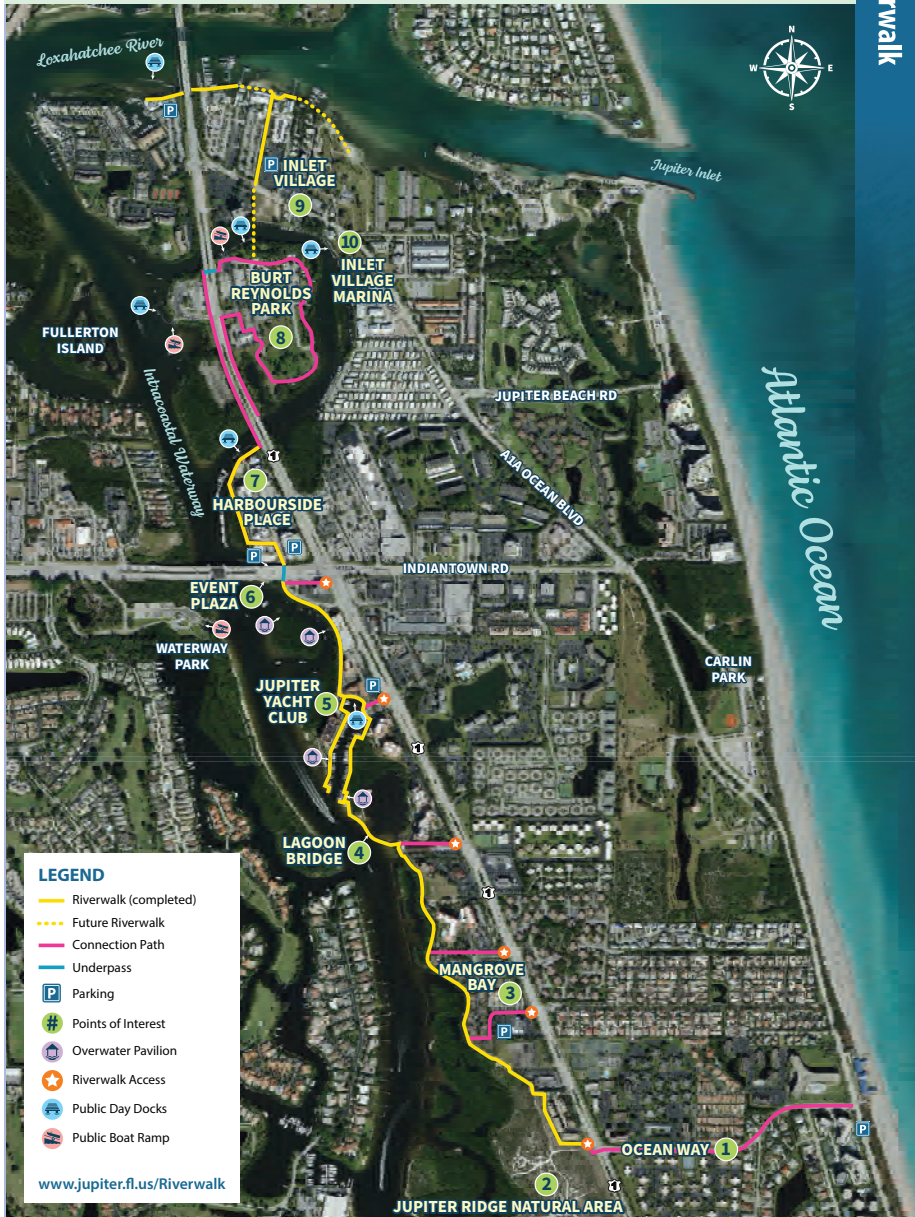 rwalk
Loxahatchee River
N
W
E
S
P
Jupiter Inlet
P
INLET
VILLAGE
9
10
INLET
VILLAGE
MARINA
BURT
REYNOLDS
PARK
8
FULLERTON
ISLAND
Intracoastal Waterway
JUPITER BEACH RD
Atlantic Ocean
A1A OCEAN BLVD
1
7
HARBOURSIDE
PLACE
P
P
INDIANTOWN RD
EVENT
PLAZA
6
WATERWAY
PARK
CARLIN
PARK
P
JUPITER
YACHT
CLUB
5
1
LAGOON
BRIDGE
4
1
MANGROVE
BAY
3
P
OCEAN WAY
1
P
2
1
JUPITER RIDGE NATURAL AREA
LEGEND
Riverwalk (completed)
Future Riverwalk
Connection Path
Underpass
P Parking
# Points of Interest
Overwater Pavilion
Riverwalk Access
Public Day Docks
Public Boat Ramp
www.jupiter.fl.us/Riverwalk